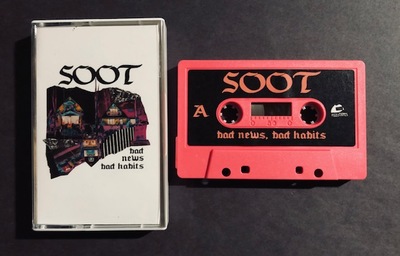 SOOT
bad
news
bad habits
SOOT
A
bad news, bad habits